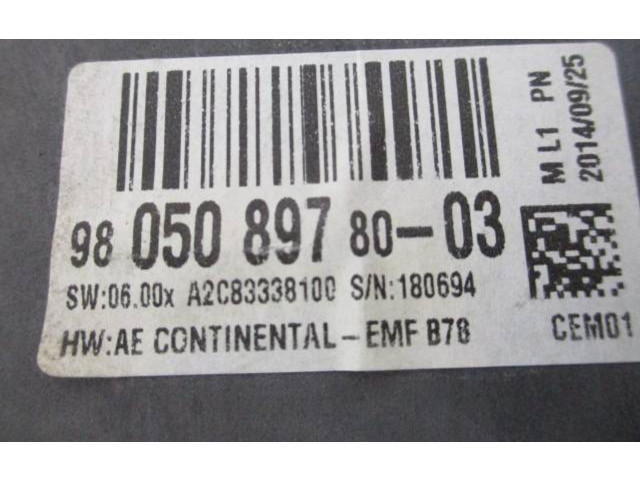 98 050 897 80-03
SW:06.00x A2C83338100 S/N:180694
HW:AE CONTINENTAL-EMF B78
M L1 PN
2014/09/25
CEM01